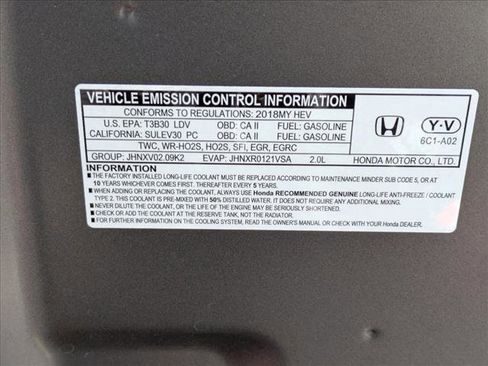 VEHICLE EMISSION CONTROL INFORMATION
CONFORMS TO REGULATIONS: 2018MY HEV
U.S. EPA: T3B30 LDV OBD: CA II FUEL: GASOLINE
CALIFORNIA: SULEV30 PC OBD: CA II FUEL: GASOLINE
TWC, WR-HO2S, HO2S, SFI, EGR, EGRC
GROUP: JHNXV02.09K2 EVAP: JHNXR0121VSA 2.0L HONDA MOTOR CO., LTD.
Y·V
6C1-A02
IMPORTANT INFORMATION
■ THE FACTORY INSTALLED LONG-LIFE COOLANT MUST BE REPLACED ACCORDING TO MAINTENANCE MINDER SUB CODE 5, OR AT
10 YEARS WHICHEVER COMES FIRST. THEREAFTER EVERY 5 YEARS.
■ WHEN ADDING OR REPLACING THE COOLANT, ALWAYS USE Honda RECOMMENDED GENUINE LONG-LIFE ANTI-FREEZE / COOLANT
TYPE 2. THIS COOLANT IS PRE-MIXED WITH 50% DISTILLED WATER. IT DOES NOT REQUIRE ANY ADDITIONAL MIXING.
■ NEVER DILUTE THE COOLANT, OR THE LIFE OF THE ENGINE MAY BE SERIOUSLY SHORTENED.
■ CHECK OR ADD THE COOLANT AT THE RESERVE TANK, NOT THE RADIATOR.
■ FOR FURTHER INFORMATION ON THE COOLING SYSTEM, READ THE OWNER'S MANUAL OR CHECK WITH YOUR Honda DEALER.